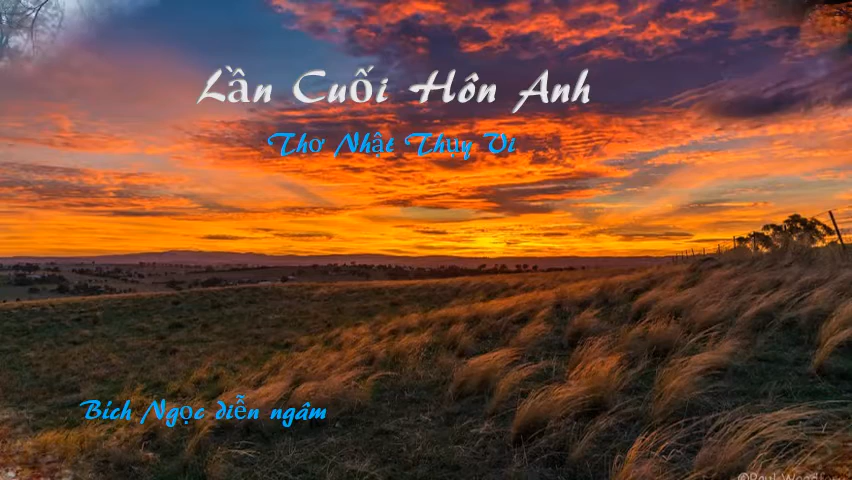 Lần Cuối Hôn Anh
Thơ Nhật Thụy Vi
Bích Ngọc diễn ngâm